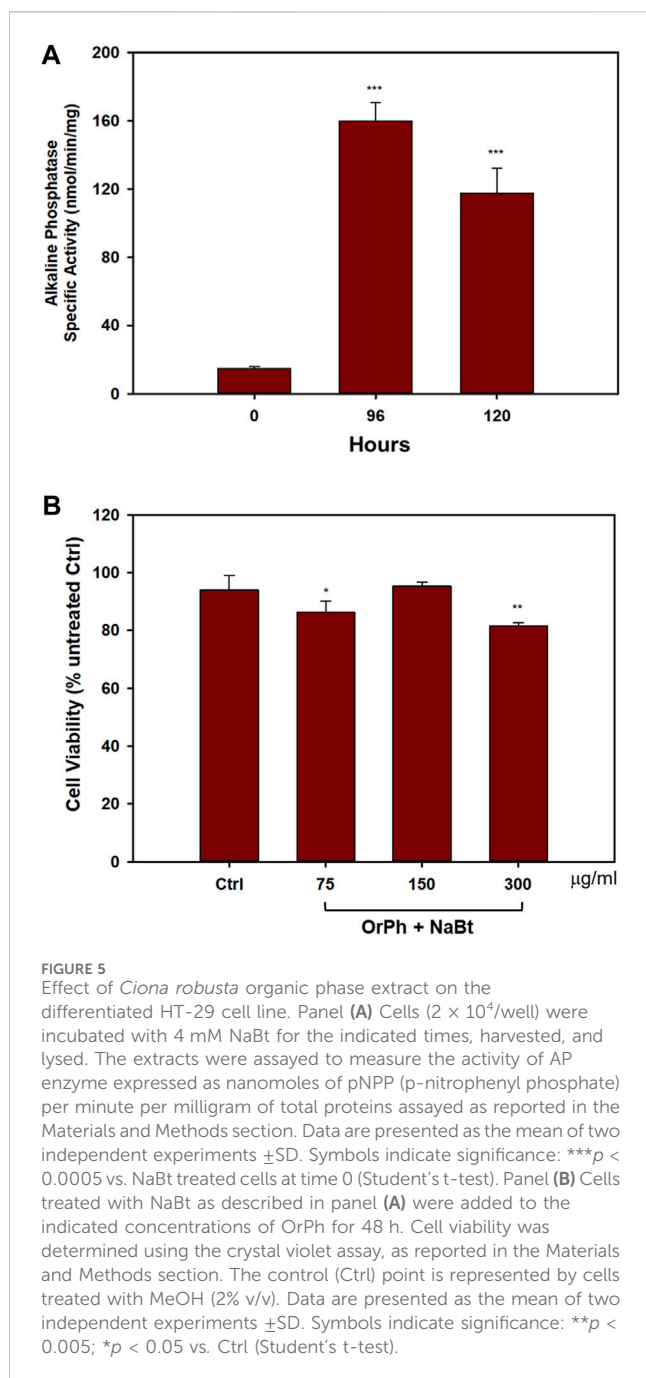 A
200
160
120
80
40
0
Alkaline Phosphatase
Specific Activity (nmol/min/mg)
***
***
0 96 120
Hours
B
120
100
80
60
40
20
0
Cell Viability (% untreated Ctrl)
*
**
Ctrl 75 150 300 μg/ml
OrPh + NaBt
FIGURE 5
Effect of Ciona robusta organic phase extract on the
differentiated HT-29 cell line. Panel (A) Cells (2 × 10⁴/well) were
incubated with 4 mM NaBt for the indicated times, harvested, and
lysed. The extracts were assayed to measure the activity of AP
enzyme expressed as nanomoles of pNPP (p-nitrophenyl phosphate)
per minute per milligram of total proteins assayed as reported in the
Materials and Methods section. Data are presented as the mean of two
independent experiments ±SD. Symbols indicate significance: ***p <
0.0005 vs. NaBt treated cells at time 0 (Student's t-test). Panel (B) Cells
treated with NaBt as described in panel (A) were added to the
indicated concentrations of OrPh for 48 h. Cell viability was
determined using the crystal violet assay, as reported in the Materials
and Methods section. The control (Ctrl) point is represented by cells
treated with MeOH (2% v/v). Data are presented as the mean of two
independent experiments ±SD. Symbols indicate significance: **p <
0.005; *p < 0.05 vs. Ctrl (Student's t-test).